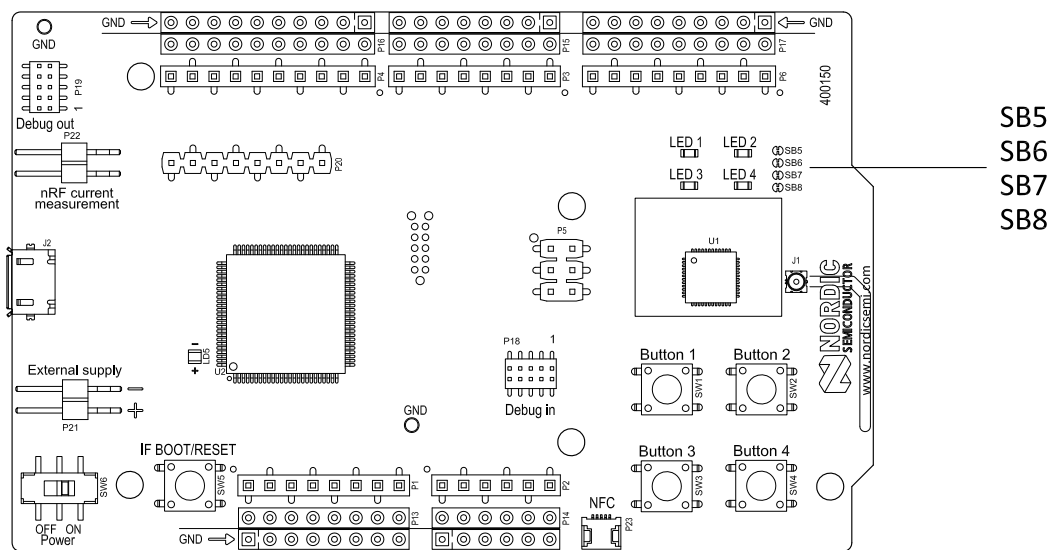 GND
GND
GND
P16
P15
P17
P19
1
Debug out
P4
P3
P6
400150
P22
nRF current
measurement
P20
LED 1
LED 2
LED 3
LED 4
SB5
SB6
SB7
SB8
SB5
SB6
SB7
SB8
J2
P5
U1
J1
NORDIC
SEMICONDUCTOR
www.nordicsemi.com
-
LD5
+
U2
P18
1
Debug in
External supply
-
+
P21
GND
Button 1
Button 2
SW1
SW2
IF BOOT/RESET
Button 3
Button 4
SW6
SW5
SW3
SW4
OFF ON
Power
P1
P2
P13
P14
GND
NFC
P23